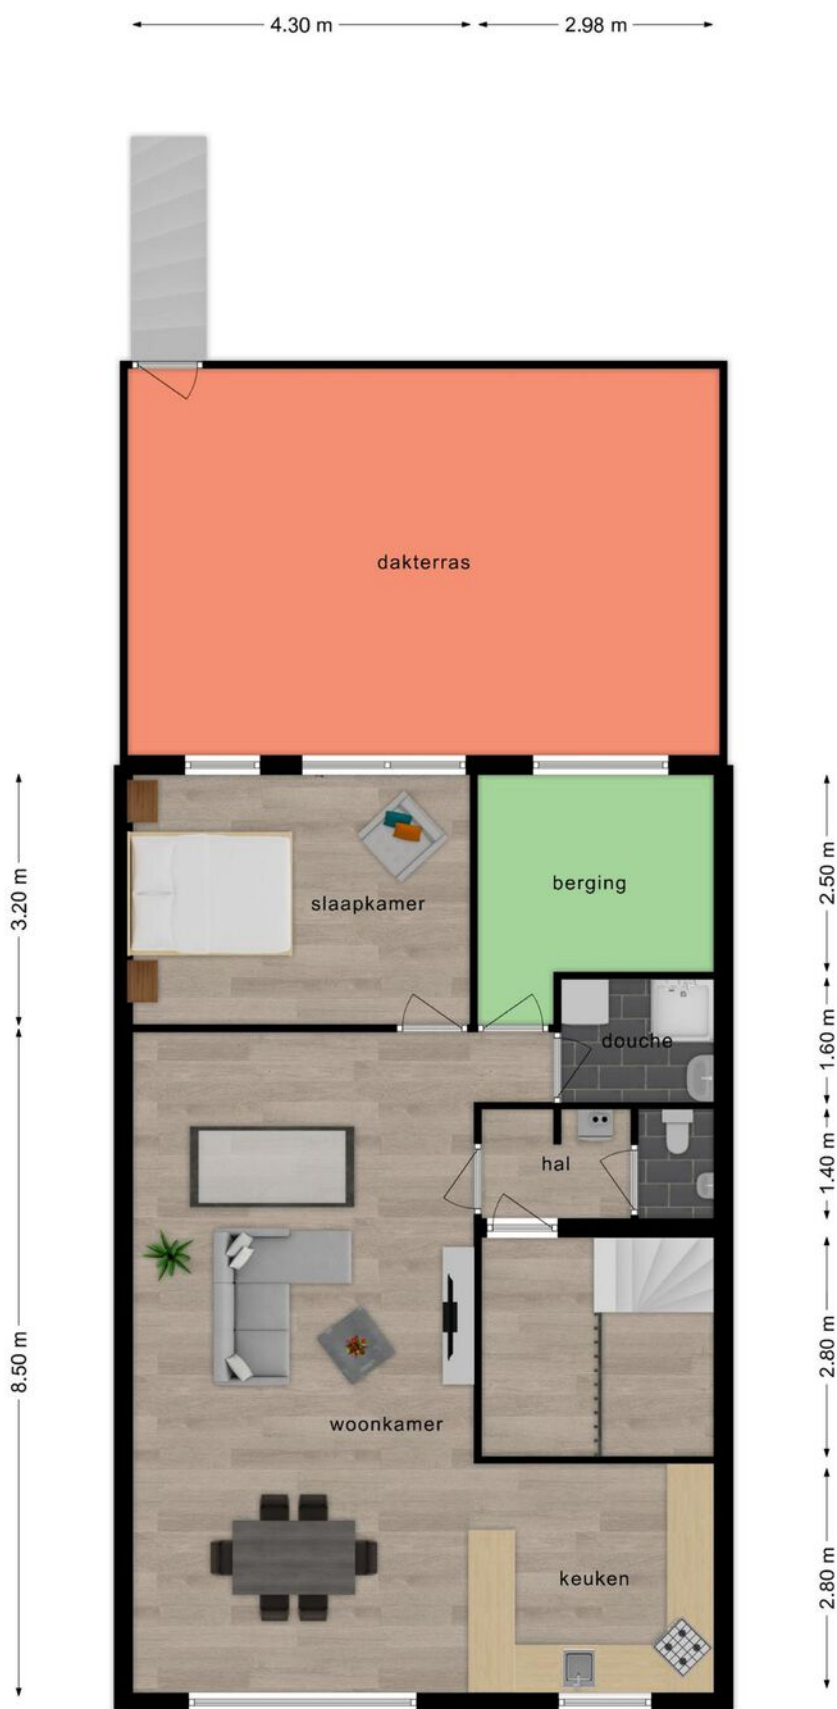 4.30 m
2.98 m
dakterras
3.20 m
2.50 m
berging
slaapkamer
1.60 m
douche
1.40 m
hal
8.50 m
2.80 m
woonkamer
2.80 m
keuken